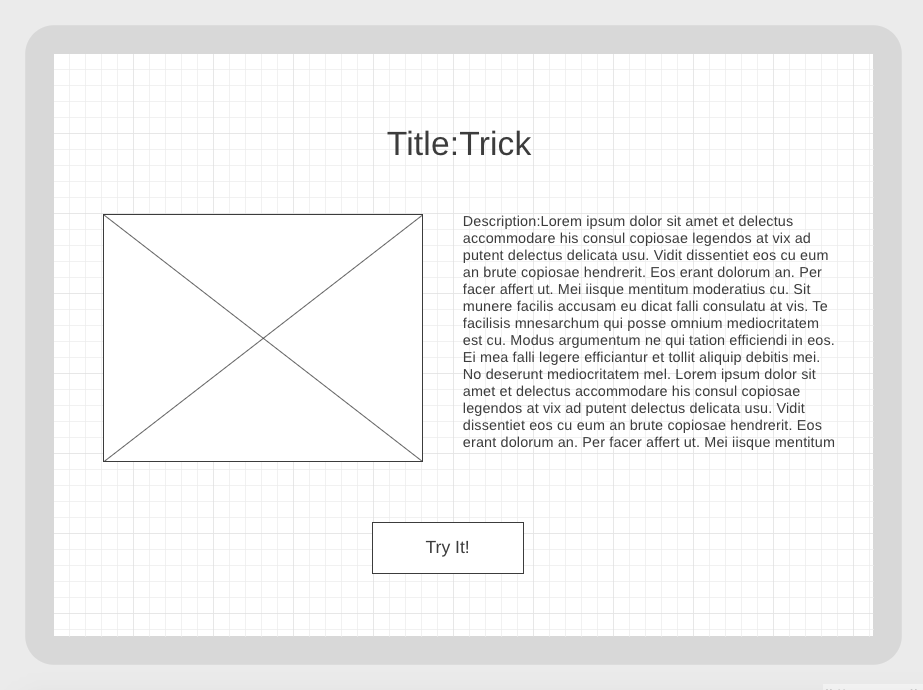 Title:Trick
Description:Lorem ipsum dolor sit amet et delectus
accommodare his consul copiosae legendos at vix ad
putent delectus delicata usu. Vidit dissentiet eos cu eum
an brute copiosae hendrerit. Eos erant dolorum an. Per
facer affert ut. Mei iisque mentitum moderatius cu. Sit
munere facilis accusam eu dicat falli consulatu at vis. Te
facilisis mnesarchum qui posse omnium mediocritatem
est cu. Modus argumentum ne qui tation efficiendi in eos.
Ei mea falli legere efficiantur et tollit aliquip debitis mei.
No deserunt mediocritatem mel. Lorem ipsum dolor sit
amet et delectus accommodare his consul copiosae
legendos at vix ad putent delectus delicata usu. Vidit
dissentiet eos cu eum an brute copiosae hendrerit. Eos
erant dolorum an. Per facer affert ut. Mei iisque mentitum
Try It!